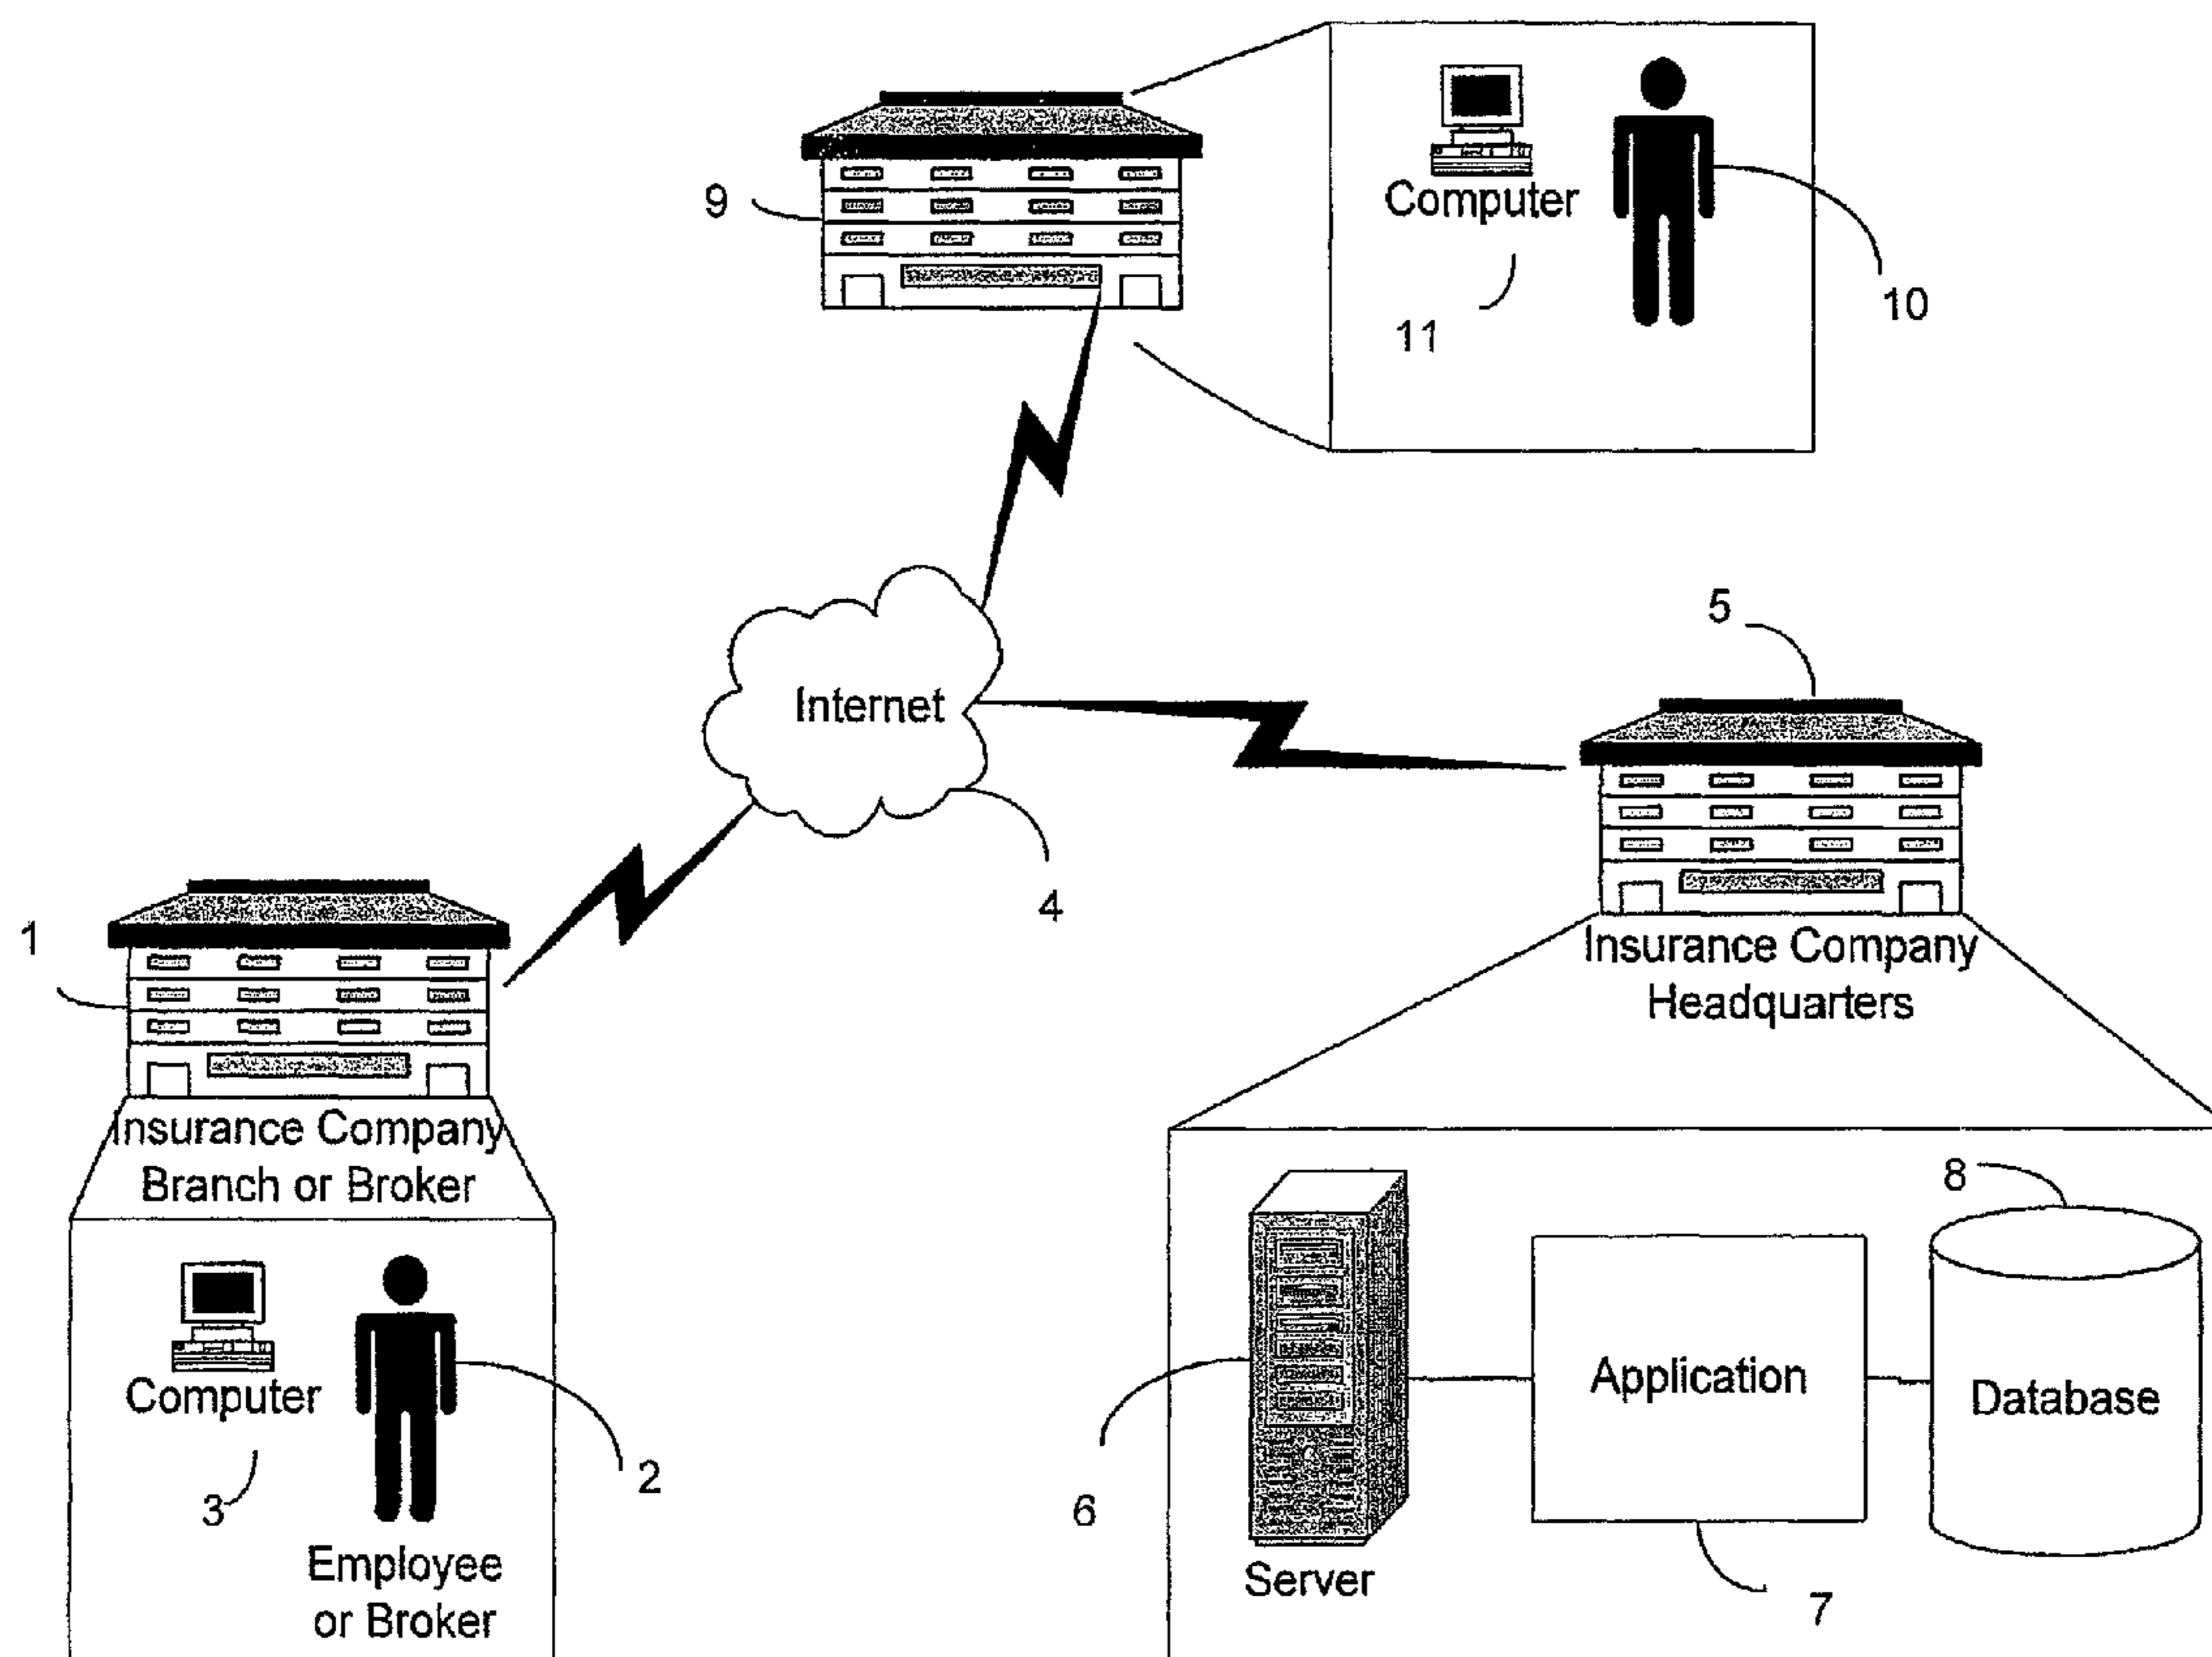 Computer
9
10
11
5
Internet
4
1
Insurance Company
Headquarters
Insurance Company
Branch or Broker
8
Computer
Application
Database
2
3
6
Employee
or Broker
Server
7